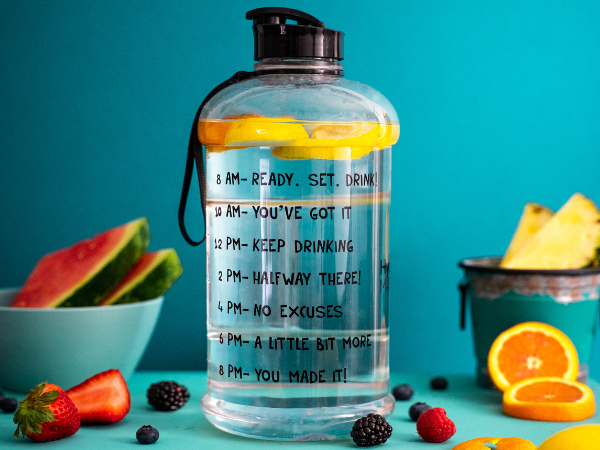 8 AM- READY. SET. DRINK!
10 AM- YOU'VE GOT IT
12 PM- KEEP DRINKING
2 PM- HALFWAY THERE!
4 PM- NO EXCUSES
6 PM- A LITTLE BIT MORE
8 PM- YOU MADE IT!